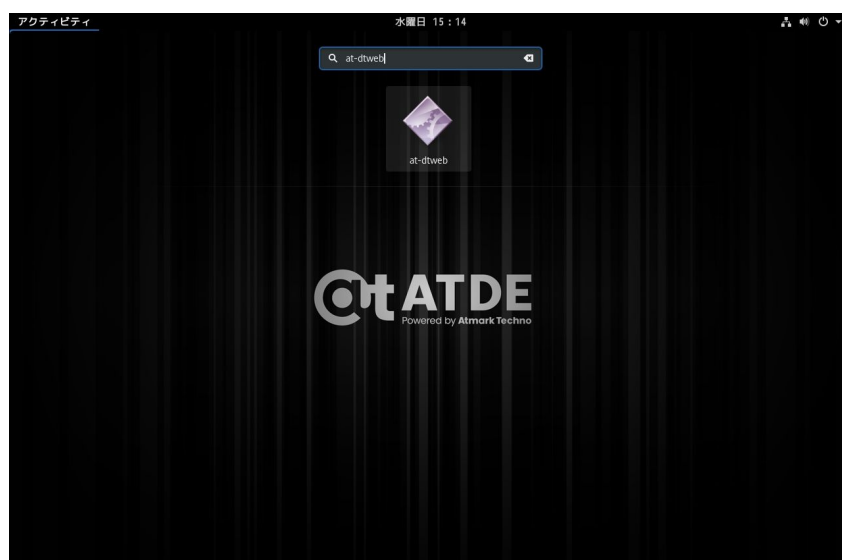 アクティビティ
水曜日 15：14
at-dtweb
at-dtweb
at ATDE
Powered by Atmark Techno